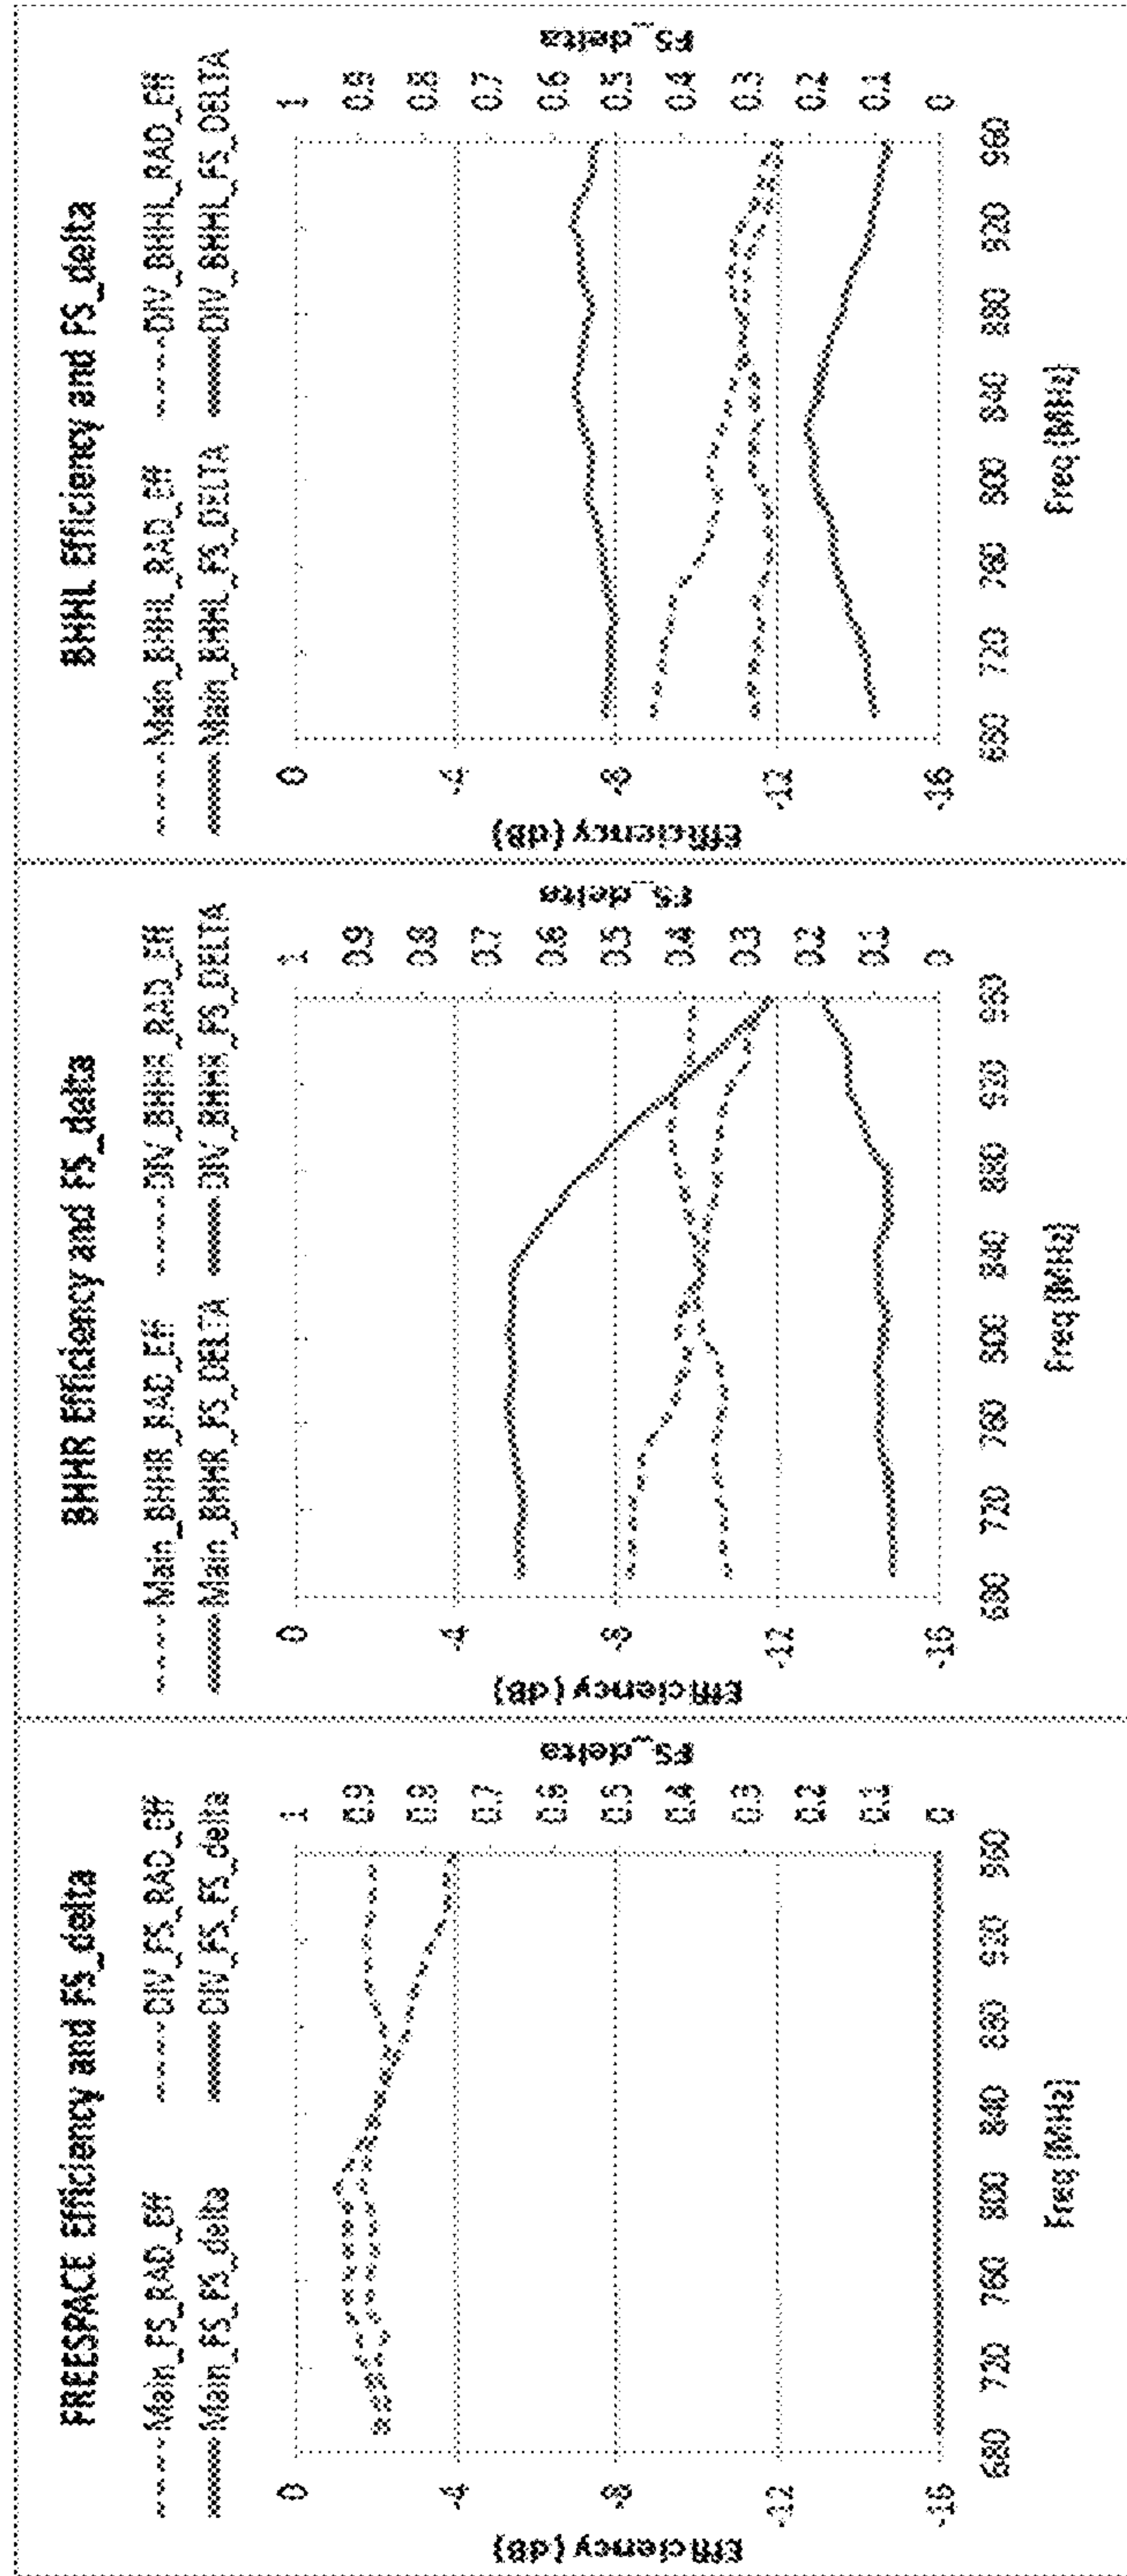 FREESPACE Efficiency and FS_delta
Main_FS_RAD_Eff DIV_FS_RAD_Eff
Main_FS_FS_delta DIV_FS_FS_delta
Efficiency (dB)
0
-4
-8
-12
-16
FS_delta
1
0.9
0.8
0.7
0.6
0.5
0.4
0.3
0.2
0.1
0
680 720 760 800 840 880 920 960
Freq (MHz)
BHHR Efficiency and FS_delta
Main_BHHR_RAD_Eff DIV_BHHR_RAD_Eff
Main_BHHR_FS_DELTA DIV_BHHR_FS_DELTA
Efficiency (dB)
0
-4
-8
-12
-16
FS_delta
1
0.9
0.8
0.7
0.6
0.5
0.4
0.3
0.2
0.1
0
680 720 760 800 840 880 920 960
Freq (MHz)
BHHL Efficiency and FS_delta
Main_BHHL_RAD_Eff DIV_BHHL_RAD_Eff
Main_BHHL_FS_DELTA DIV_BHHL_FS_DELTA
Efficiency (dB)
0
-4
-8
-12
-16
FS_delta
1
0.9
0.8
0.7
0.6
0.5
0.4
0.3
0.2
0.1
0
680 720 760 800 840 880 920 960
Freq (MHz)